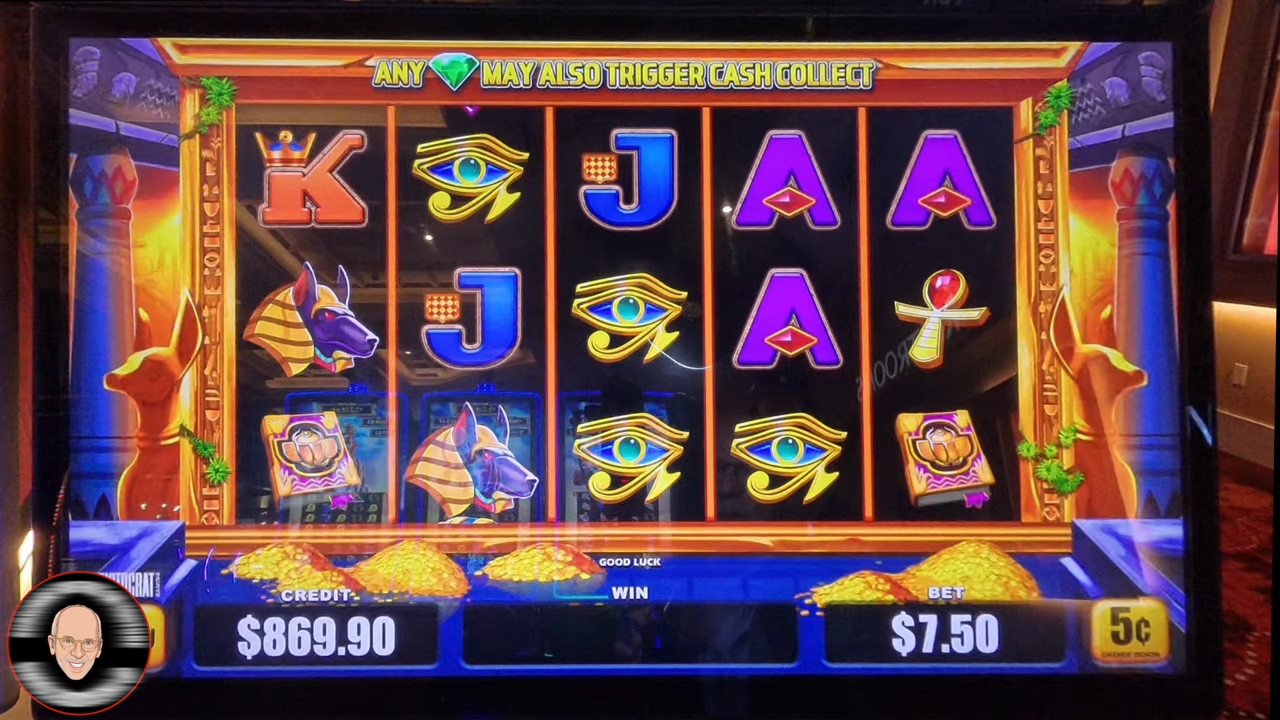 ANY MAY ALSO TRIGGER CASH COLLECT
K
J
A
A
J
A
GOOD LUCK
CREDIT
WIN
BET
$869.90
$7.50
5¢